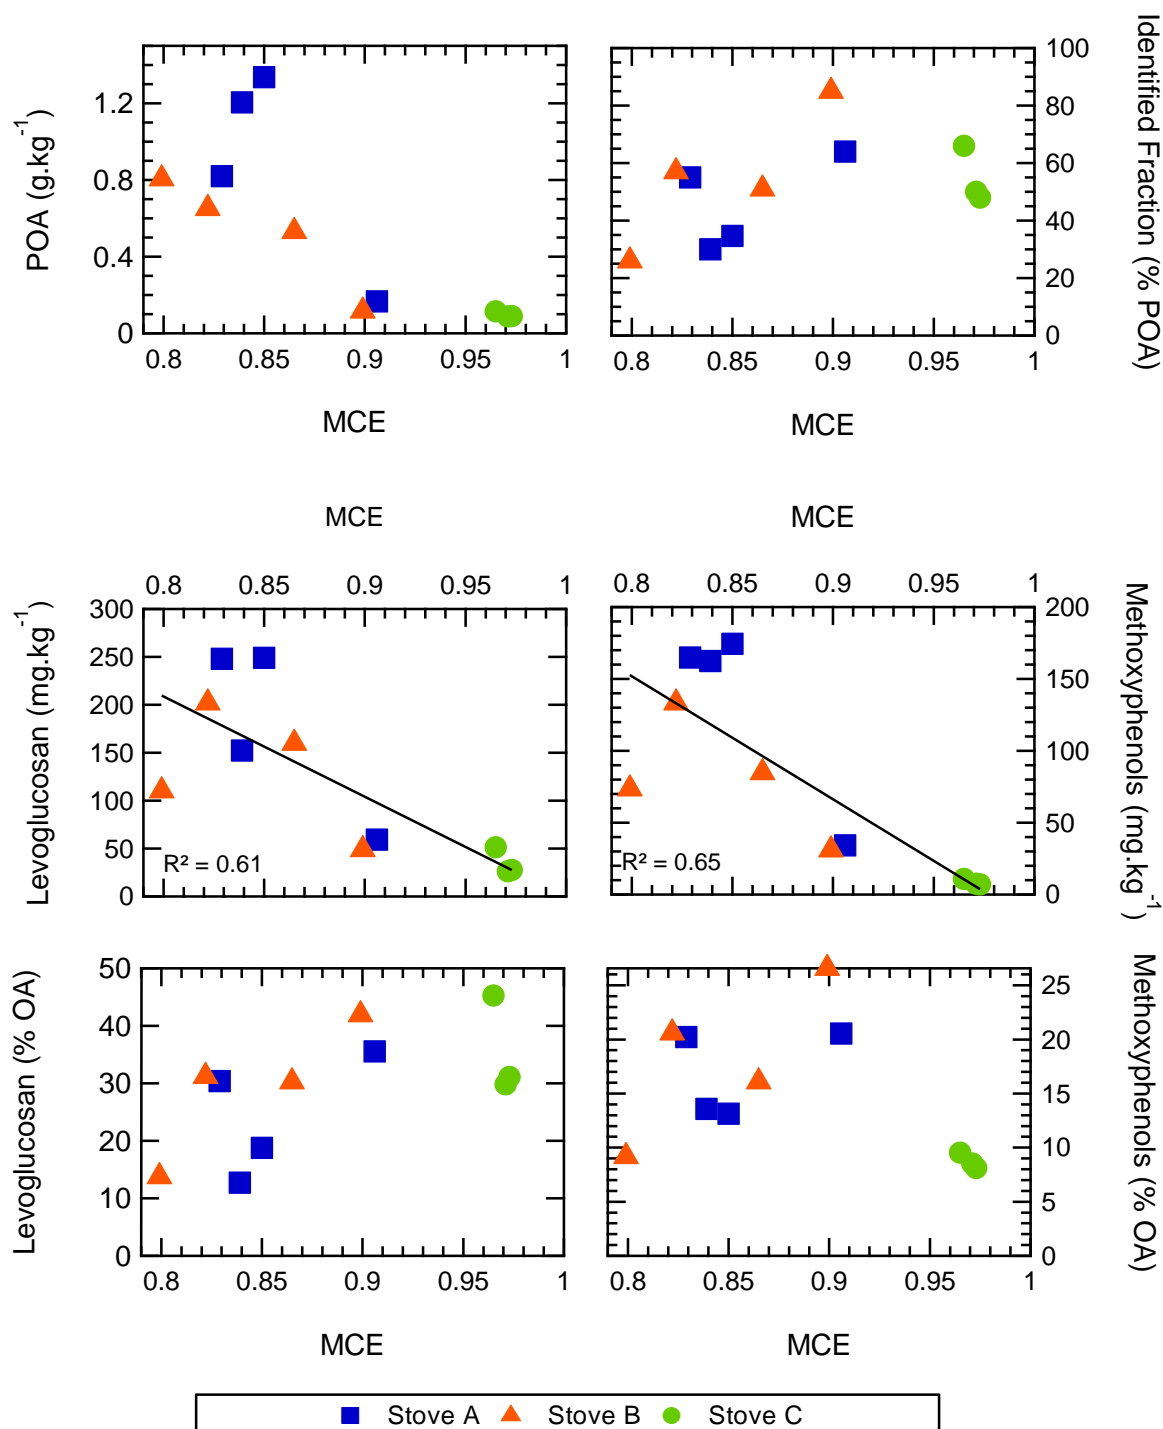 POA (g.kg-1)
1.2
0.8
0.4
0
0.8 0.85 0.9 0.95 1
MCE
Identified Fraction (% POA)
100
80
60
40
20
0
0.8 0.85 0.9 0.95 1
MCE
MCE
MCE
0.8 0.85 0.9 0.95 1
Levoglucosan (mg.kg-1)
300
250
200
150
100
50
0
R² = 0.61
0.8 0.85 0.9 0.95 1
Methoxyphenols (mg.kg-1)
200
150
100
50
0
R² = 0.65
Levoglucosan (% OA)
50
40
30
20
10
0
0.8 0.85 0.9 0.95 1
MCE
Methoxyphenols (% OA)
25
20
15
10
5
0
0.8 0.85 0.9 0.95 1
MCE
Stove A Stove B Stove C